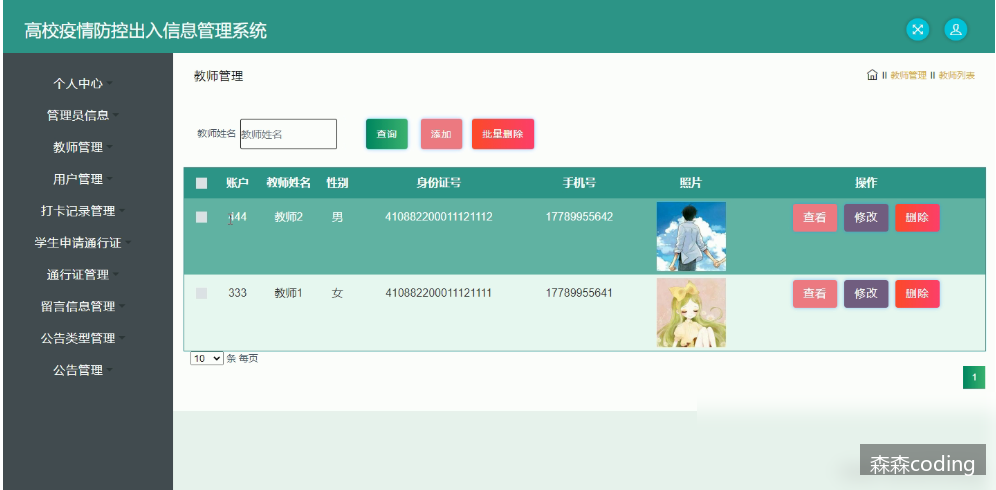 高校疫情防控出入信息管理系统
个人中心
管理员信息
教师管理
用户管理
打卡记录管理
学生申请通行证
通行证管理
留言信息管理
公告类型管理
公告管理
教师管理
教师管理 II 教师列表
教师姓名 教师姓名 查询 添加 批量删除
账户 教师姓名 性别 身份证号 手机号 照片 操作
444 教师2 男 410882200011121112 17789955642 查看 修改 删除
333 教师1 女 410882200011121111 17789955641 查看 修改 删除
10 条 每页
1
森森coding